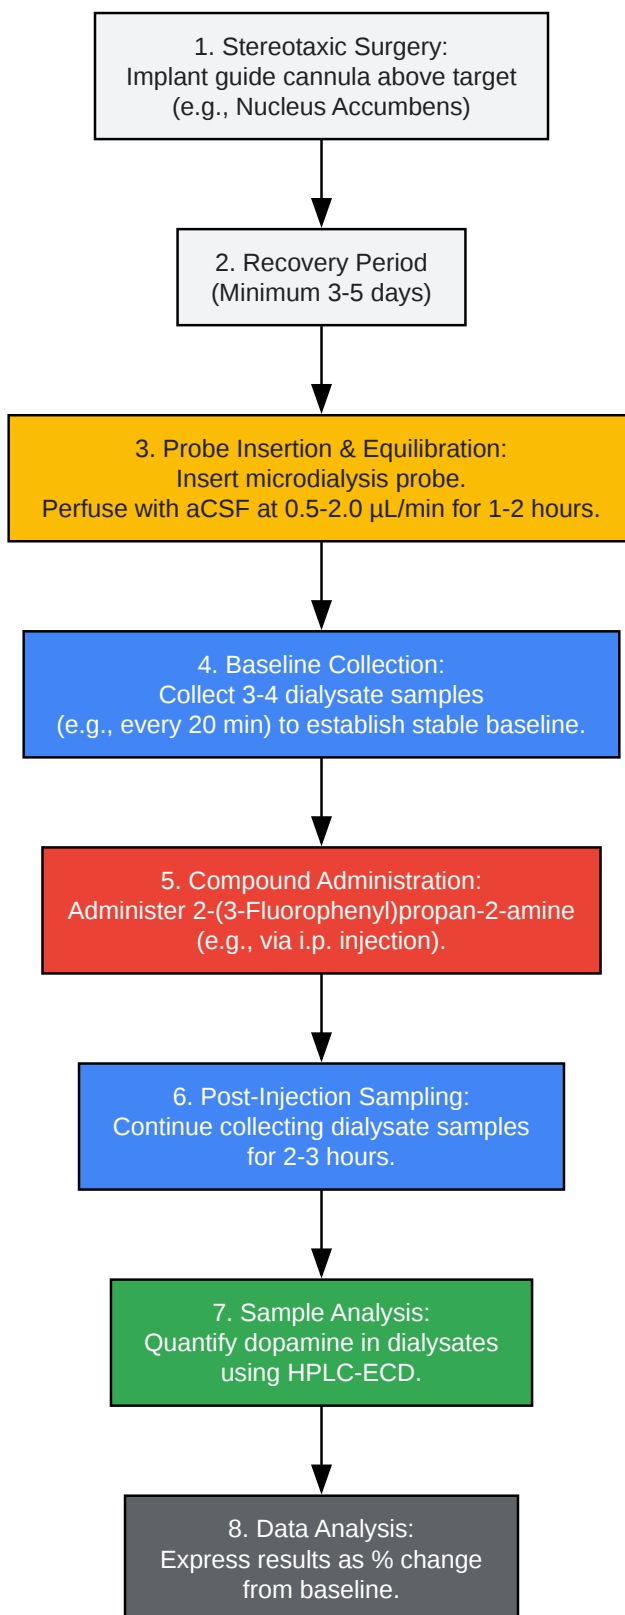 1. Stereotaxic Surgery:
Implant guide cannula above target
(e.g., Nucleus Accumbens)
2. Recovery Period
(Minimum 3-5 days)
3. Probe Insertion & Equilibration:
Insert microdialysis probe.
Perfuse with aCSF at 0.5-2.0 µL/min for 1-2 hours.
4. Baseline Collection:
Collect 3-4 dialysate samples
(e.g., every 20 min) to establish stable baseline.
5. Compound Administration:
Administer 2-(3-Fluorophenyl)propan-2-amine
(e.g., via i.p. injection).
6. Post-Injection Sampling:
Continue collecting dialysate samples
for 2-3 hours.
7. Sample Analysis:
Quantify dopamine in dialysates
using HPLC-ECD.
8. Data Analysis:
Express results as % change
from baseline.